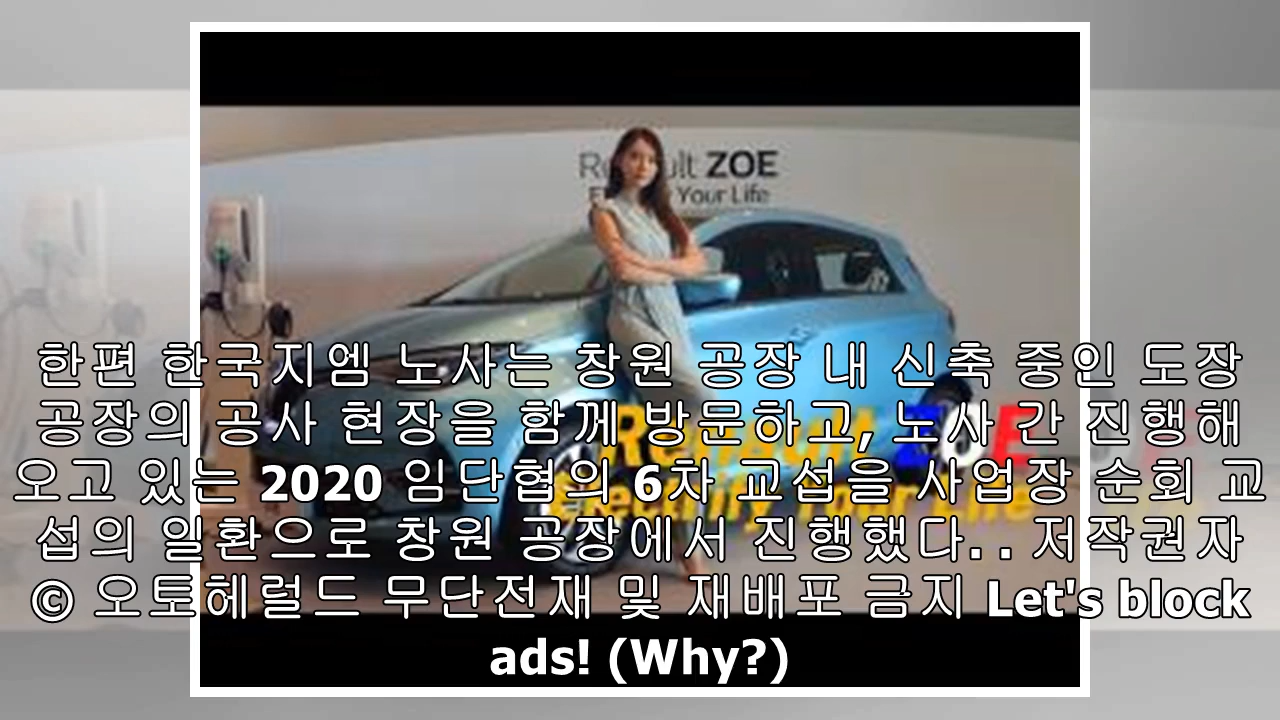 Renault ZOE
Your Life
한편 한국지엠 노사는 창원 공장 내 신축 중인 도장
공장의 공사 현장을 함께 방문하고, 노사 간 진행해
오고 있는 2020 임단협의 6차 교섭을 사업장 순회 교
섭의 일환으로 창원 공장에서 진행했다. . 저작권자
© 오토헤럴드 무단전재 및 재배포 금지 Let's block
ads! (Why?)
Renault ZOE
Electrify Your Life